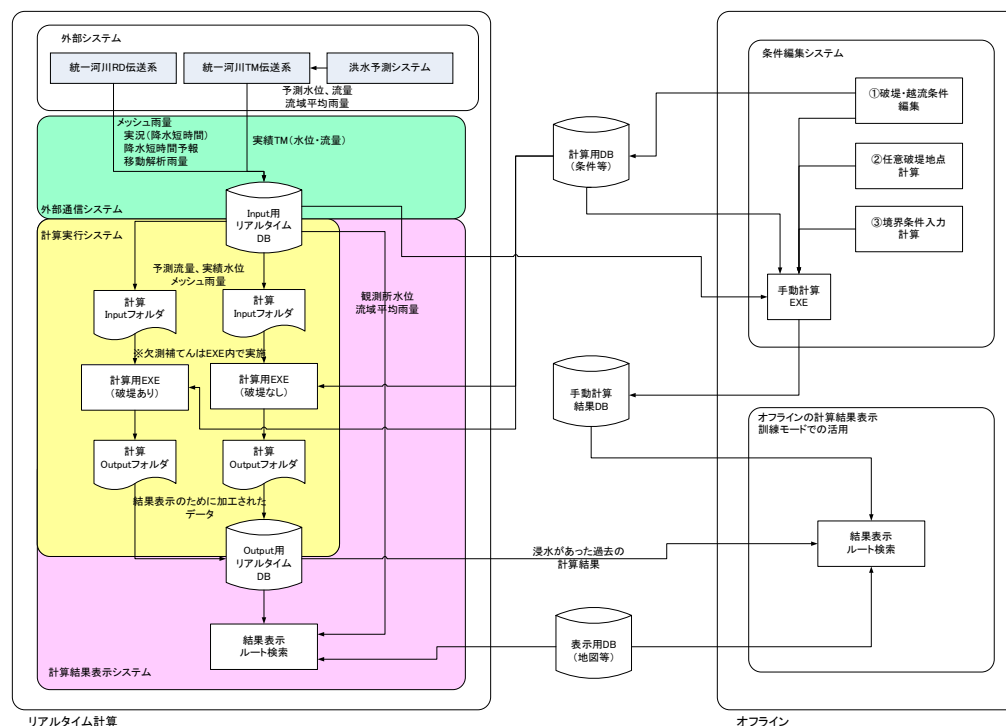 外部システム
統一河川RD伝送系
統一河川TM伝送系
洪水予測システム
予測水位、流量
流域平均雨量
メッシュ雨量
実況(降水短時間)
降水短時間予報
移動解析雨量
実績TM(水位・流量)
外部通信システム
Input用
リアルタイム
DB
計算実行システム
予測流量、実績水位
メッシュ雨量
計算
Inputフォルダ
計算
Inputフォルダ
※欠測補てんはEXE内で実施
計算用EXE
(破堤あり)
計算用EXE
(破堤なし)
計算
Outputフォルダ
計算
Outputフォルダ
結果表示のために加工された
データ
Output用
リアルタイム
DB
観測所水位
流域平均雨量
結果表示
ルート検索
計算結果表示システム
リアルタイム計算
計算用DB
(条件等)
手動計算
結果DB
浸水があった過去の
計算結果
表示用DB
(地図等)
条件編集システム
①破堤・越流条件
編集
②任意破堤地点
計算
③境界条件入力
計算
手動計算
EXE
オフラインの計算結果表示
訓練モードでの活用
結果表示
ルート検索
オフライン